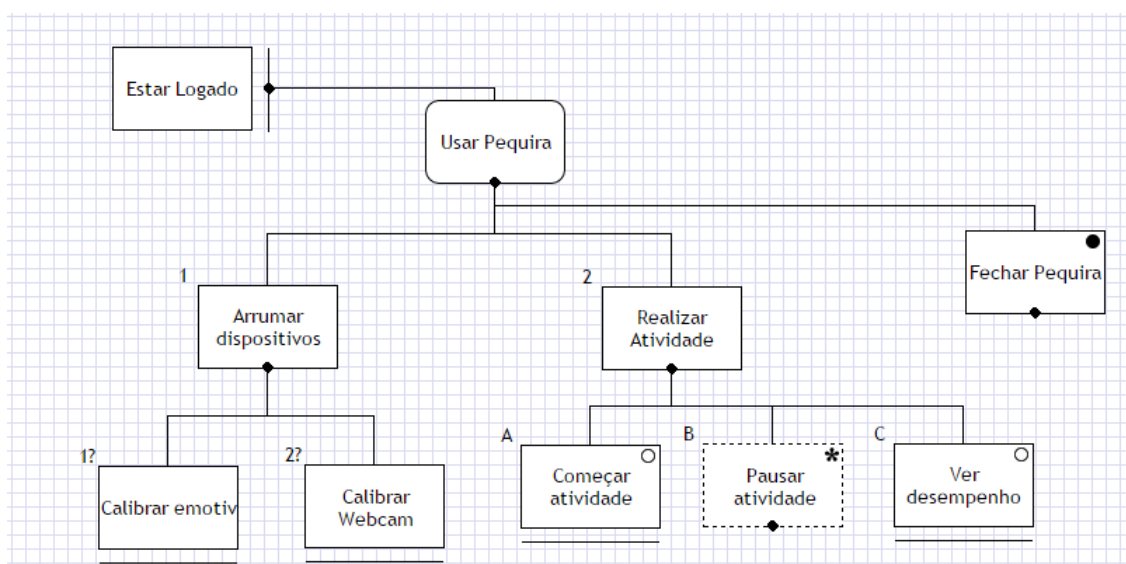 Estar Logado
Usar Pequira
Fechar Pequira
1
Arrumar
dispositivos
2
Realizar
Atividade
1?
Calibrar emotiv
2?
Calibrar
Webcam
A
Começar
atividade
B
*
Pausar
atividade
C
Ver
desempenho